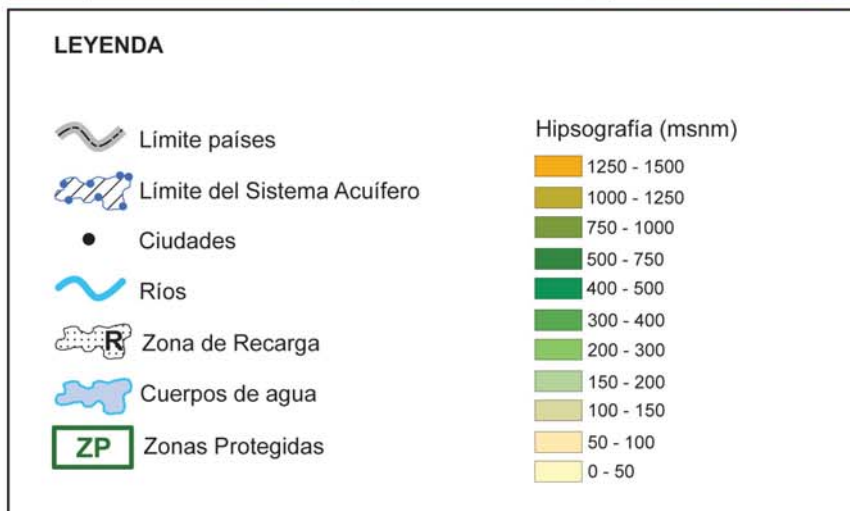 LEYENDA
Límite países
Límite del Sistema Acuífero
Ciudades
Ríos
R Zona de Recarga
Cuerpos de agua
ZP Zonas Protegidas
Hipsografía (msnm)
1250 - 1500
1000 - 1250
750 - 1000
500 - 750
400 - 500
300 - 400
200 - 300
150 - 200
100 - 150
50 - 100
0 - 50